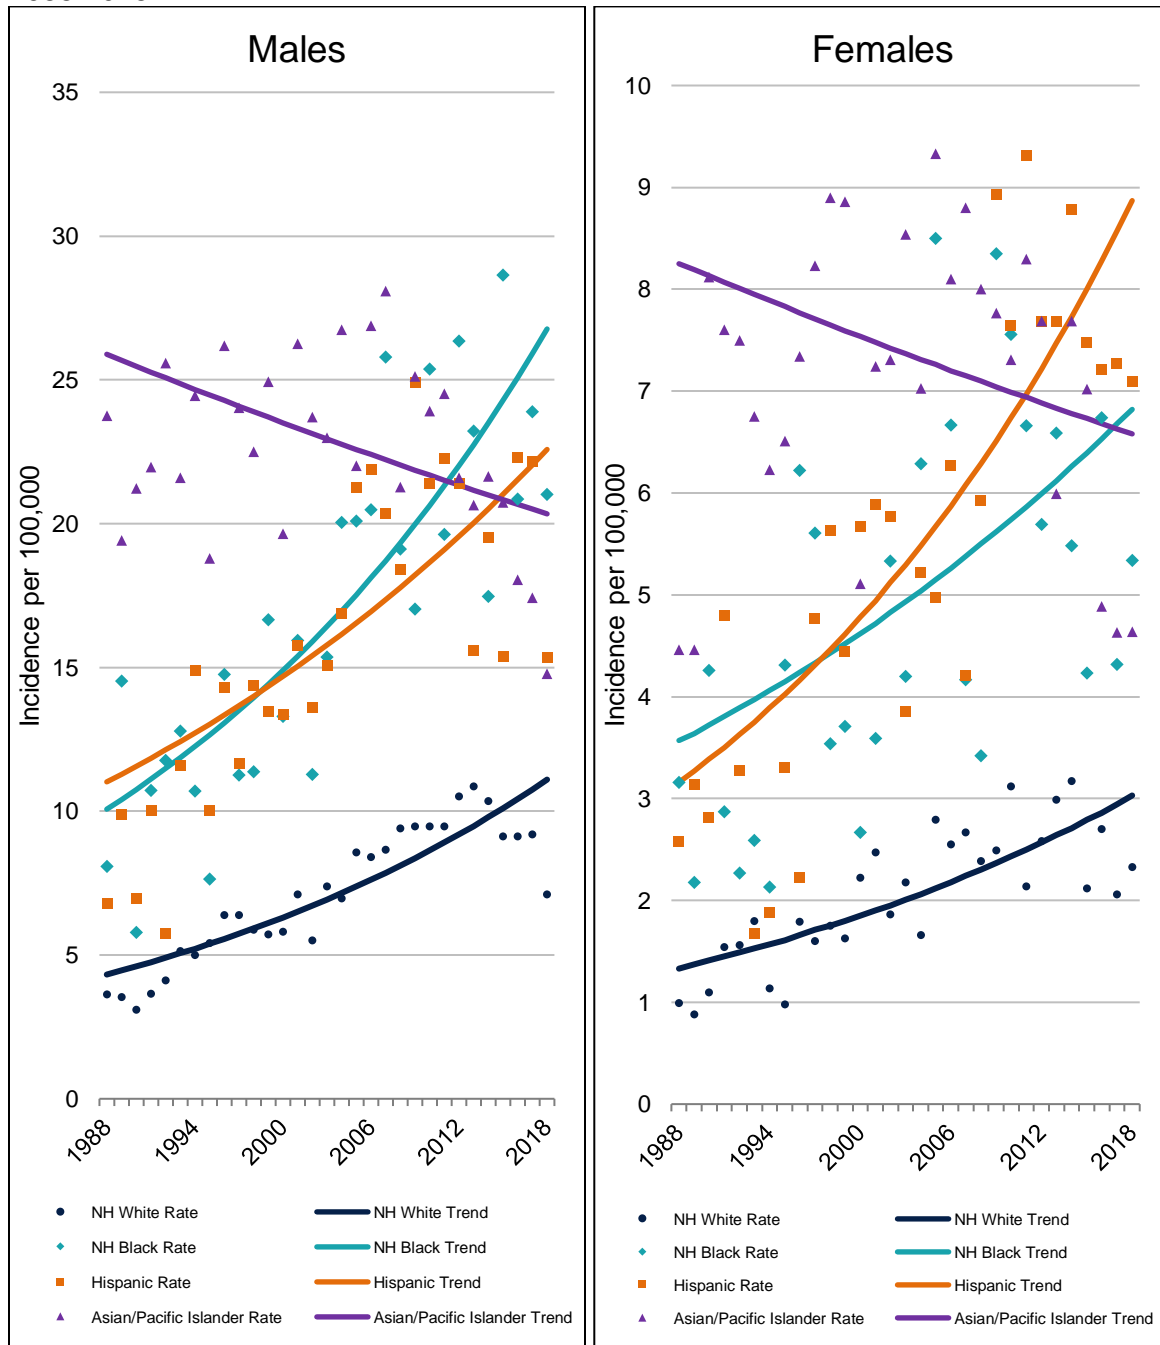 Males
Incidence per 100,000
35
30
25
20
15
10
5
0
1988
1994
2000
2006
2012
2018
NH White Rate
NH White Trend
NH Black Rate
NH Black Trend
Hispanic Rate
Hispanic Trend
Asian/Pacific Islander Rate
Asian/Pacific Islander Trend
Females
Incidence per 100,000
10
9
8
7
6
5
4
3
2
1
0
1988
1994
2000
2006
2012
2018
NH White Rate
NH White Trend
NH Black Rate
NH Black Trend
Hispanic Rate
Hispanic Trend
Asian/Pacific Islander Rate
Asian/Pacific Islander Trend